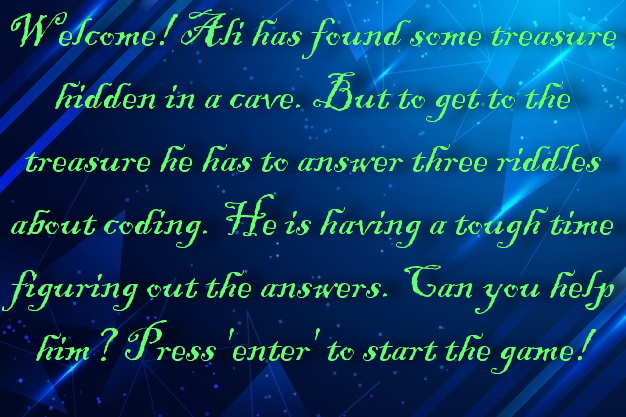 Welcome! Ali has found some treasure
hidden in a cave. But to get to the
treasure he has to answer three riddles
about coding. He is having a tough time
figuring out the answers. Can you help
him? Press 'enter' to start the game!